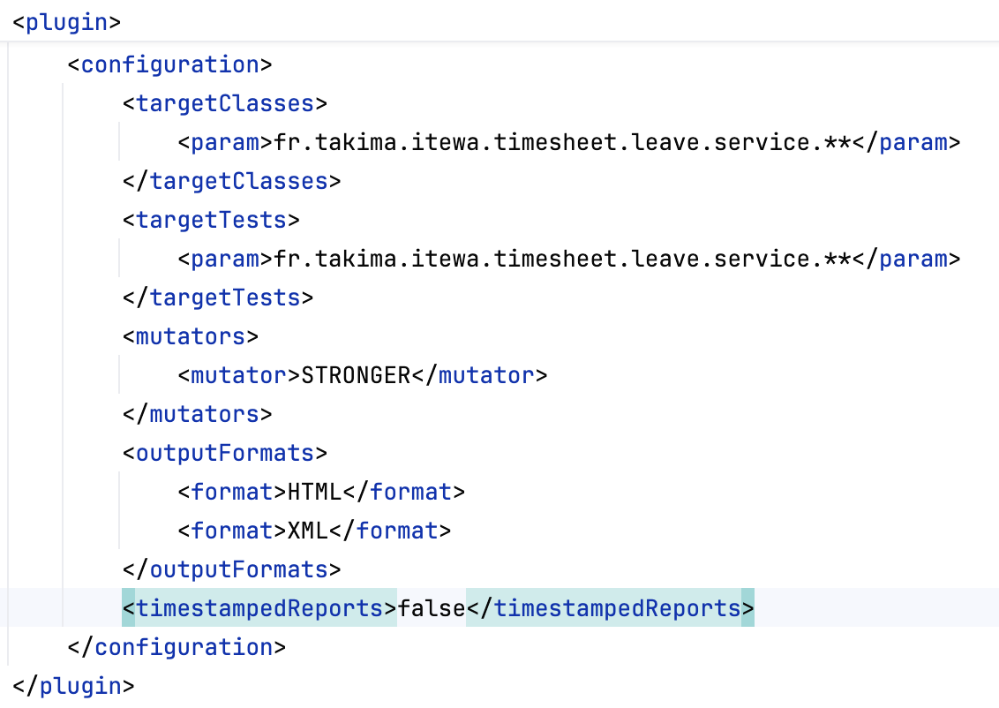 <plugin>
<configuration>
<targetClasses>
<param>fr.takima.itewa.timesheet.leave.service.**</param>
</targetClasses>
<targetTests>
<param>fr.takima.itewa.timesheet.leave.service.**</param>
</targetTests>
<mutators>
<mutator>STRONGER</mutator>
</mutators>
<outputFormats>
<format>HTML</format>
<format>XML</format>
</outputFormats>
<timestampedReports>false</timestampedReports>
</configuration>
</plugin>